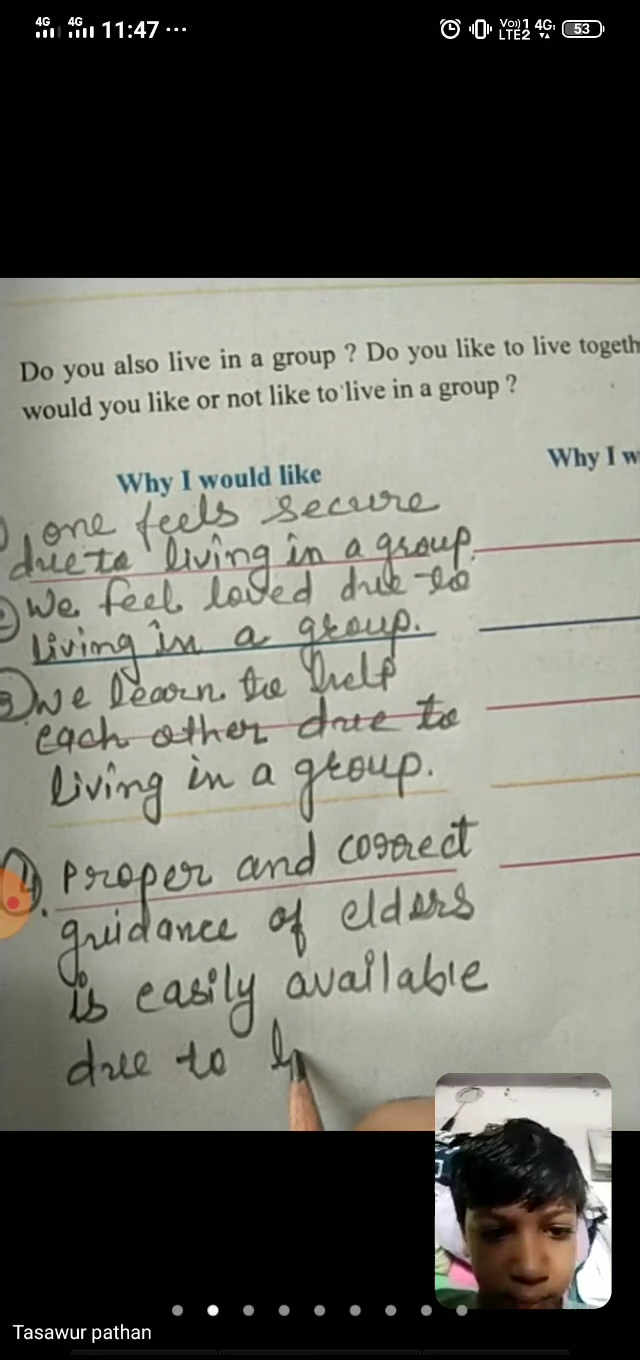 4G 4G 11:47 ...
Vo)) 1 4G
LTE2 53
Do you also live in a group ? Do you like to live togeth
would you like or not like to live in a group ?
Why I would like
Why I w
one feels secure
due to living in a group.
2 We feel loved due to
living in a group.
3 we learn to help
each other due to
living in a group.
4. Proper and correct
guidance of elders
is easily available
due to l
Tasawur pathan